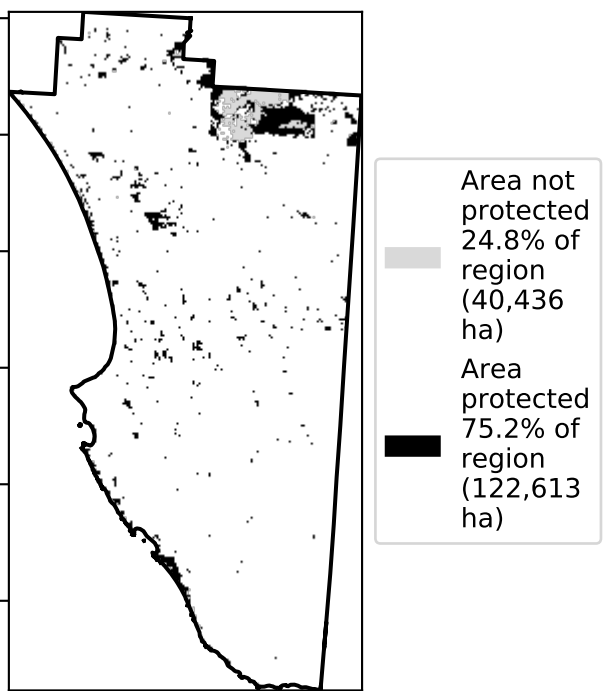 Area not
protected
24.8% of
region
(40,436
ha)
Area
protected
75.2% of
region
(122,613
ha)